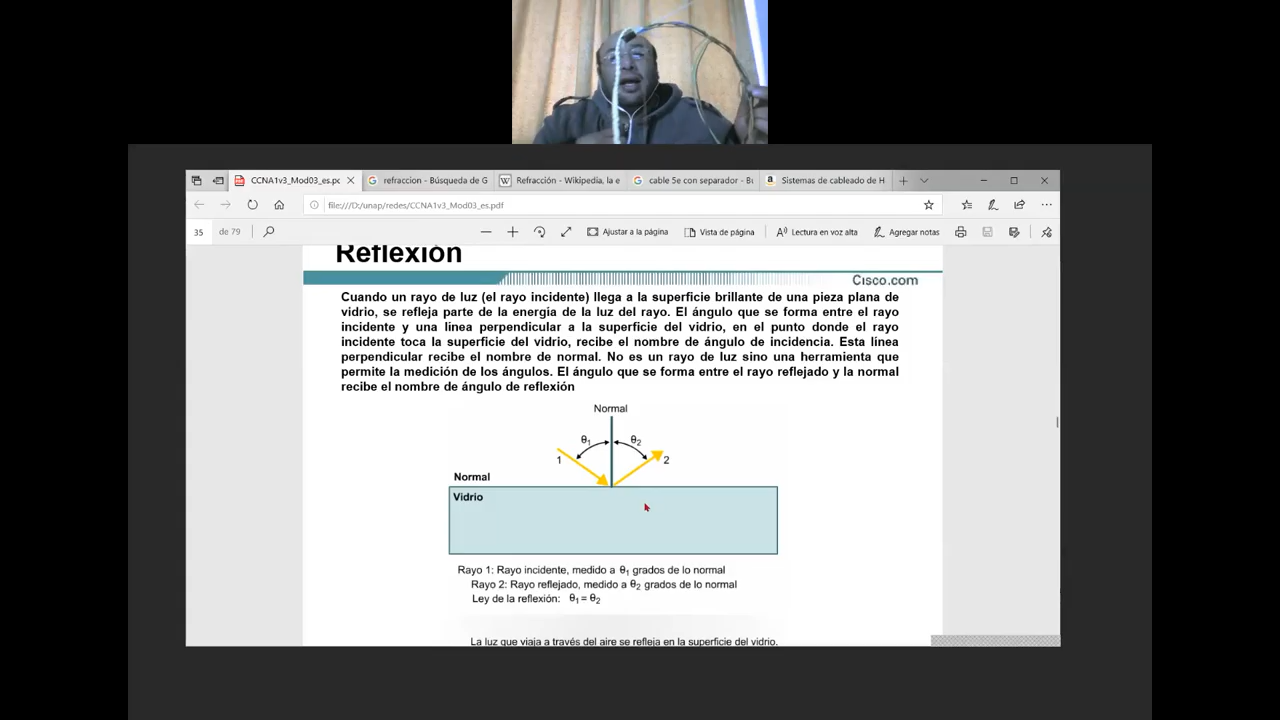 CCNA1v3_Mod03_es.pc
refraccion - Búsqueda de G
Refracción - Wikipedia, la e
cable 5e con separador - Bu
Sistemas de cableado de H
file:///D:/unap/redes/CCNA1v3_Mod03_es.pdf
35 de 79
Ajustar a la página
Vista de página
Lectura en voz alta
Agregar notas
Reflexión
Cisco.com
Cuando un rayo de luz (el rayo incidente) llega a la superficie brillante de una pieza plana de
vidrio, se refleja parte de la energía de la luz del rayo. El ángulo que se forma entre el rayo
incidente y una línea perpendicular a la superficie del vidrio, en el punto donde el rayo
incidente toca la superficie del vidrio, recibe el nombre de ángulo de incidencia. Esta línea
perpendicular recibe el nombre de normal. No es un rayo de luz sino una herramienta que
permite la medición de los ángulos. El ángulo que se forma entre el rayo reflejado y la normal
recibe el nombre de ángulo de reflexión
Normal
θ1 θ2
1 2
Normal
Vidrio
Rayo 1: Rayo incidente, medido a θ1 grados de lo normal
Rayo 2: Rayo reflejado, medido a θ2 grados de lo normal
Ley de la reflexión: θ1 = θ2
La luz que viaja a través del aire se refleja en la superficie del vidrio.